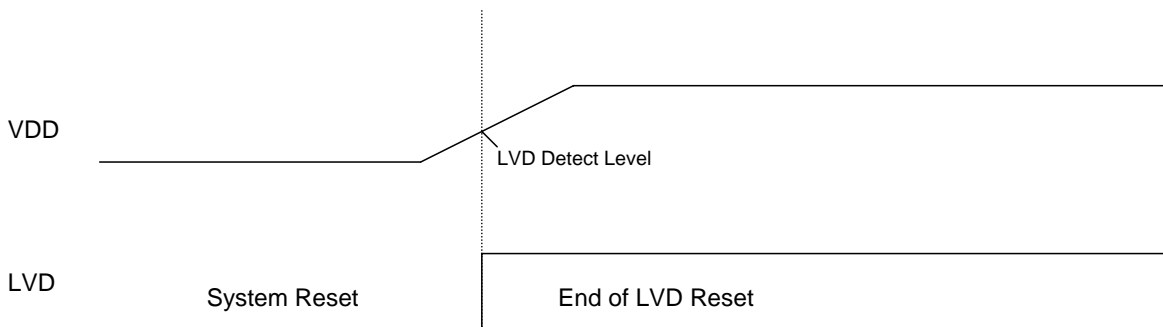 VDD
LVD Detect Level
LVD
System Reset
End of LVD Reset